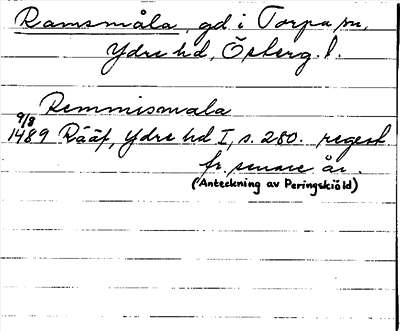 Ramsmåla, gd. i Torpa sn,
Ydre hd, Österg. l.
Remmismala
9/8
1489 Rääf, Ydre hd I, s. 280. regest
fr. senare år.
(Anteckning av Peringskiöld)